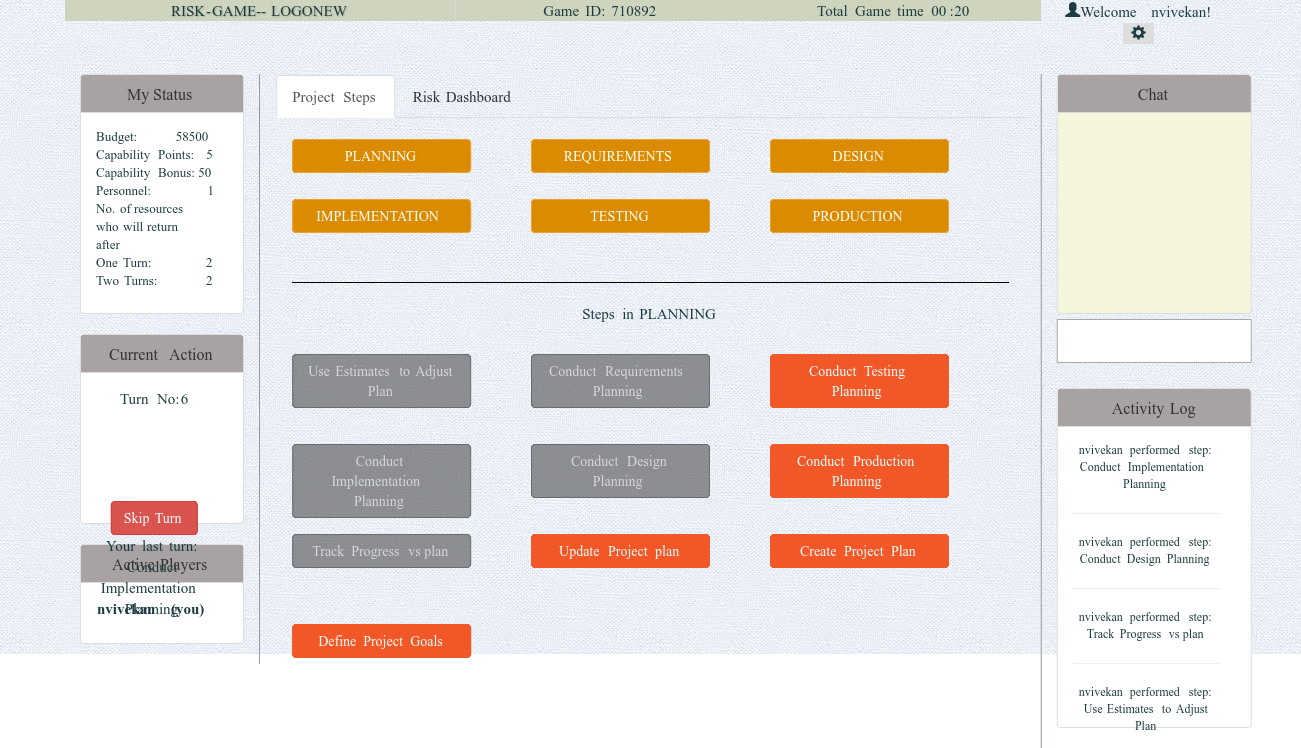 RISK-GAME-- LOGONEW
Game ID: 710892
Total Game time 00:20
Welcome nvivekan!
My Status
Budget: 58500
Capability Points: 5
Capability Bonus: 50
Personnel: 1
No. of resources
who will return
after
One Turn: 2
Two Turns: 2
Current Action
Turn No:6
Skip Turn
Your last turn:
Conduct
Implementation
Planning
Active Players
nvivekan (you)
Project Steps
Risk Dashboard
PLANNING
REQUIREMENTS
DESIGN
IMPLEMENTATION
TESTING
PRODUCTION
Steps in PLANNING
Use Estimates to Adjust
Plan
Conduct Requirements
Planning
Conduct Testing
Planning
Conduct
Implementation
Planning
Conduct Design
Planning
Conduct Production
Planning
Track Progress vs plan
Update Project plan
Create Project Plan
Define Project Goals
Chat
Activity Log
nvivekan performed step:
Conduct Implementation
Planning
nvivekan performed step:
Conduct Design Planning
nvivekan performed step:
Track Progress vs plan
nvivekan performed step:
Use Estimates to Adjust
Plan